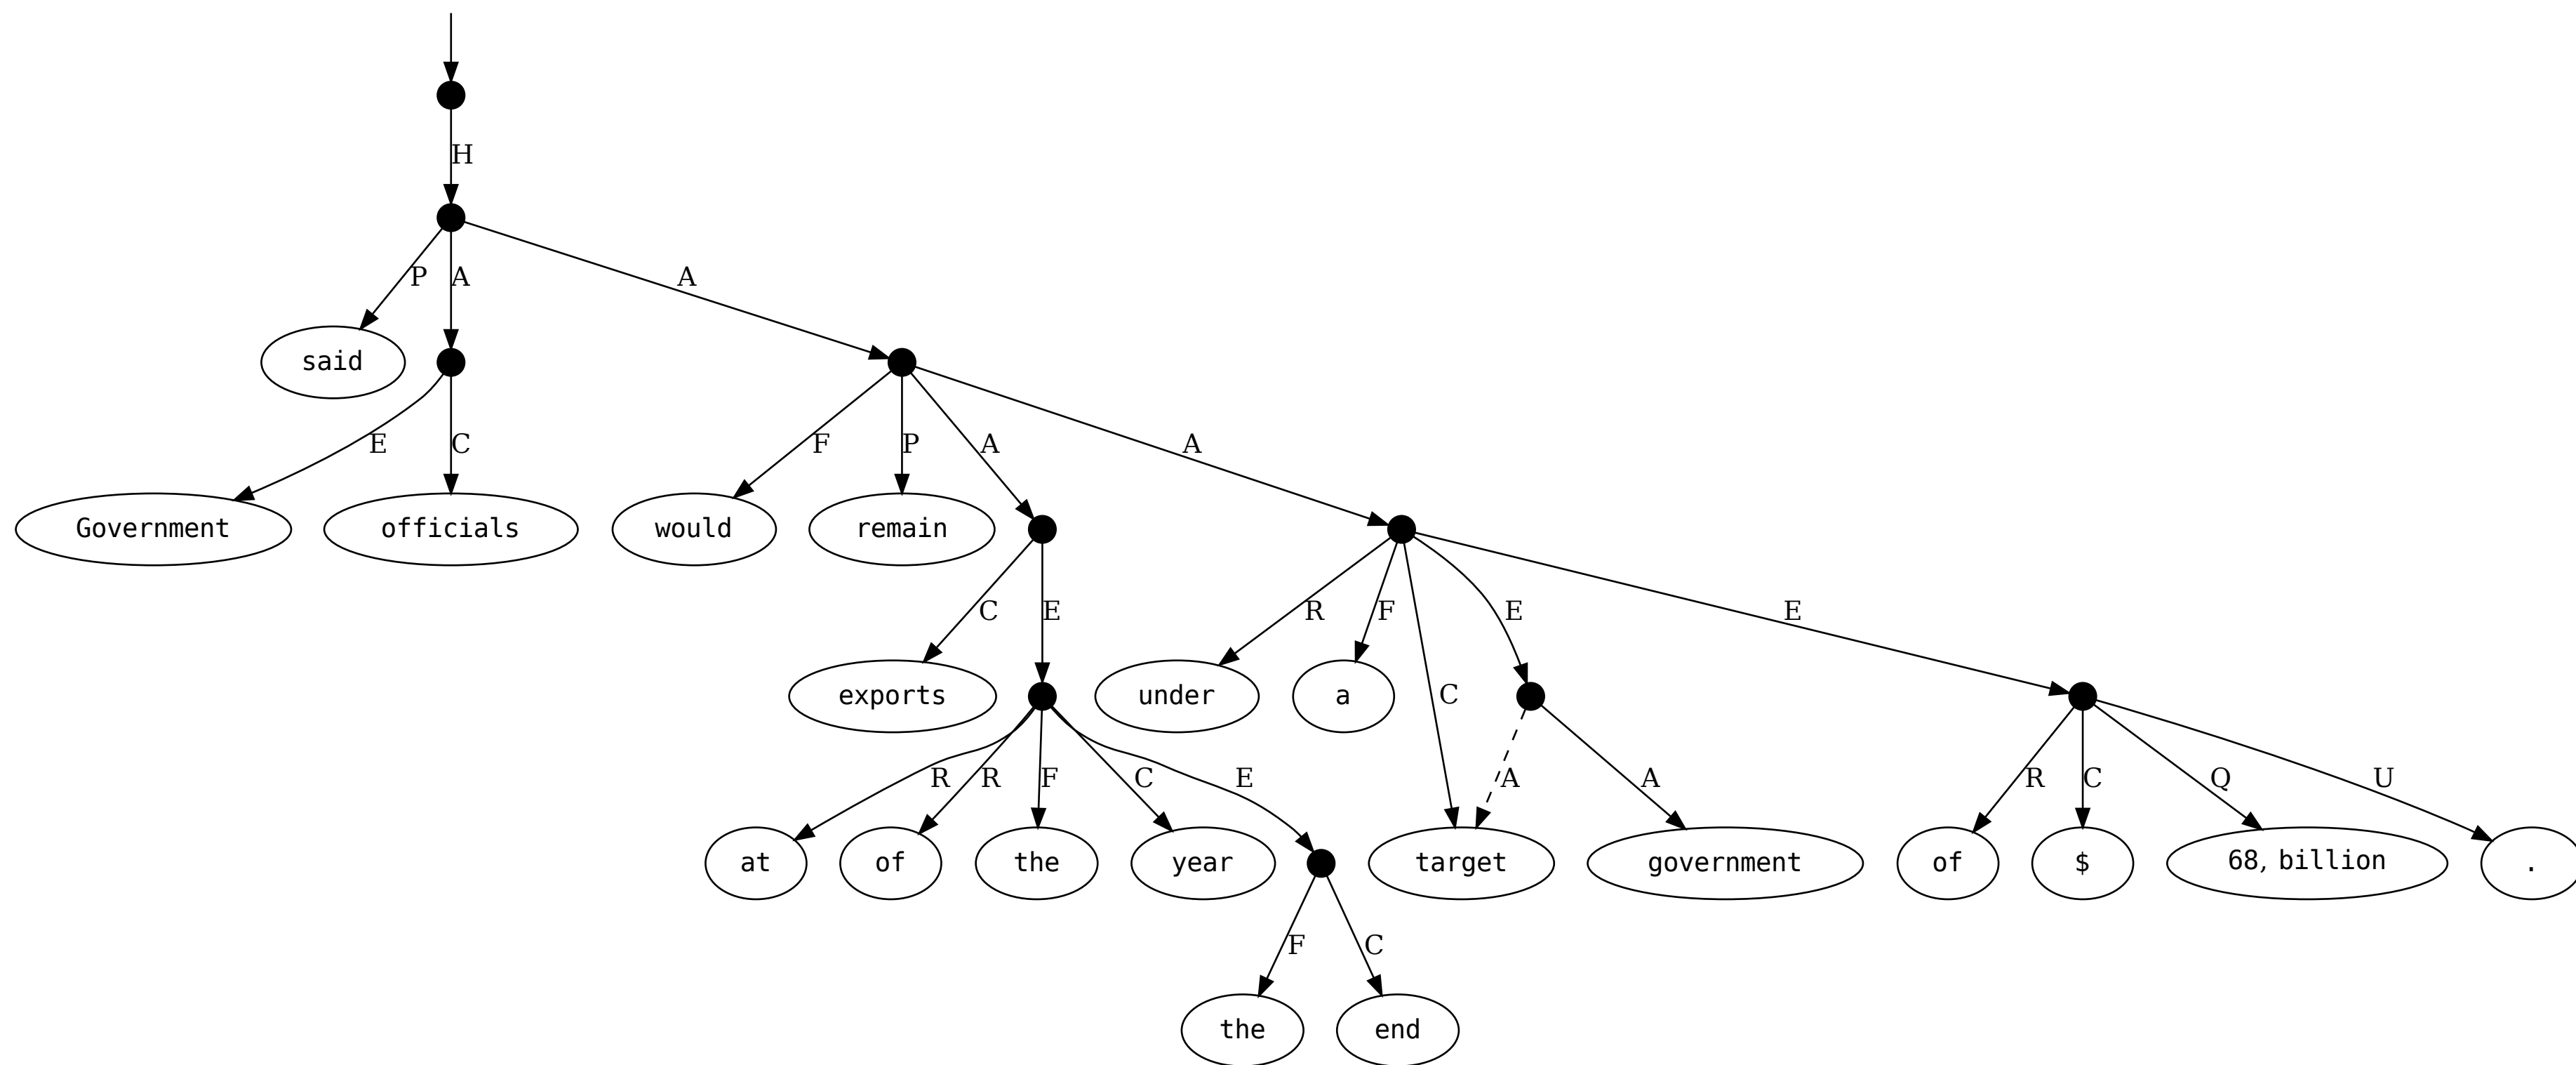 H
P A A
said
E C F P A A
Government officials would remain
C E R F C E E
exports under a
R R F C E A A R C Q U
at of the year target government of $ 68, billion .
F C
the end